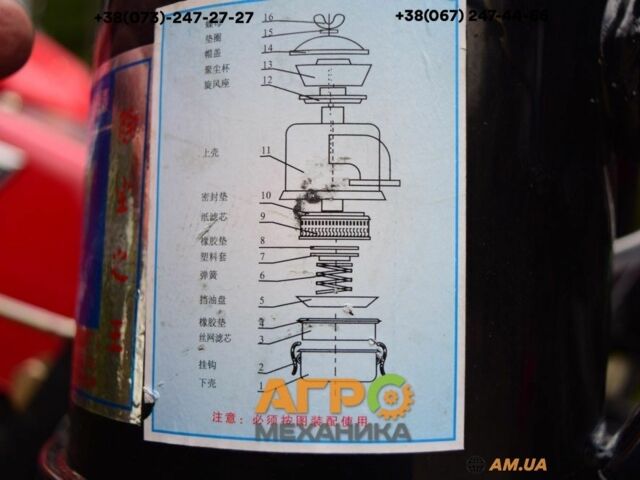 +38(073)-247-27-27
+38(067) 247-44-66
16
垫圈 15
帽盖 14
聚尘杯 13
旋风座 12
上壳 11
密封垫 10
纸滤芯 9
橡胶垫 8
塑料套 7
弹簧 6
挡油盘 5
橡胶垫 4
丝网滤芯 3
挂钩 2
下壳 1
АГРО
МЕХАНИКА
注意：必须按图装配使用
AM.UA